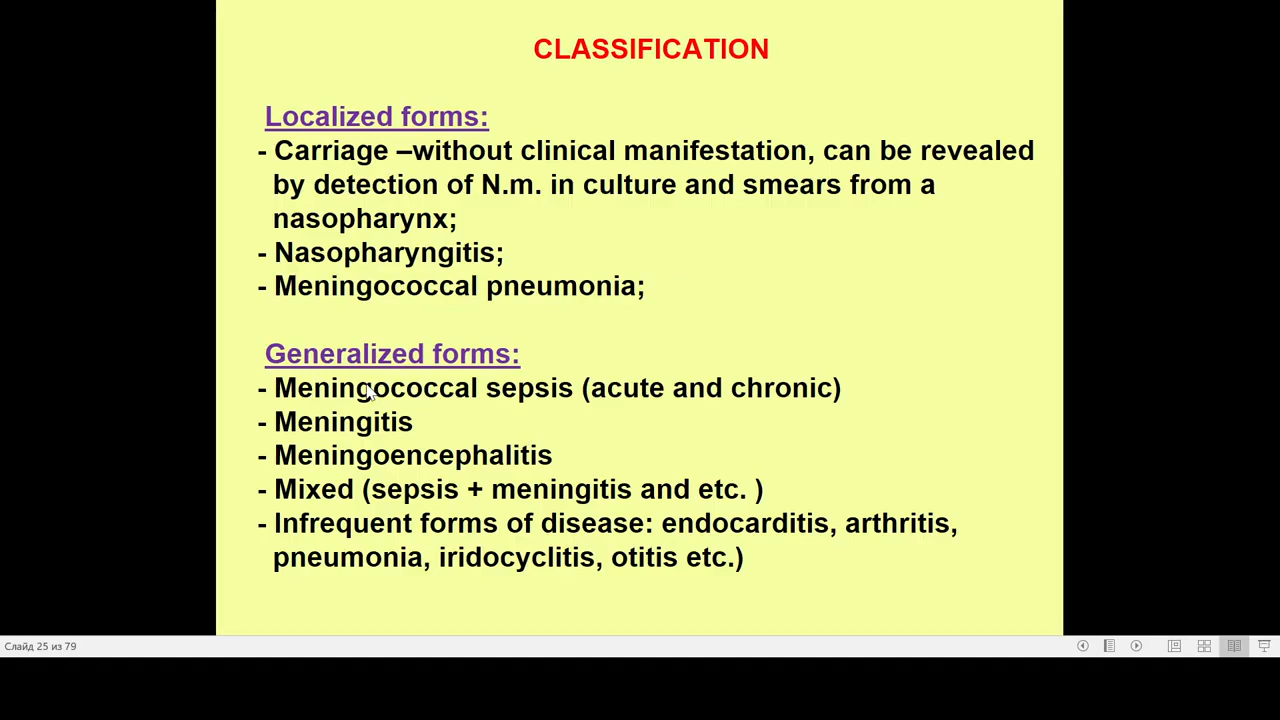 CLASSIFICATION
Localized forms:
- Carriage –without clinical manifestation, can be revealed
by detection of N.m. in culture and smears from a
nasopharynx;
- Nasopharyngitis;
- Meningococcal pneumonia;
Generalized forms:
- Meningococcal sepsis (acute and chronic)
- Meningitis
- Meningoencephalitis
- Mixed (sepsis + meningitis and etc. )
- Infrequent forms of disease: endocarditis, arthritis,
pneumonia, iridocyclitis, otitis etc.)
Слайд 25 из 79